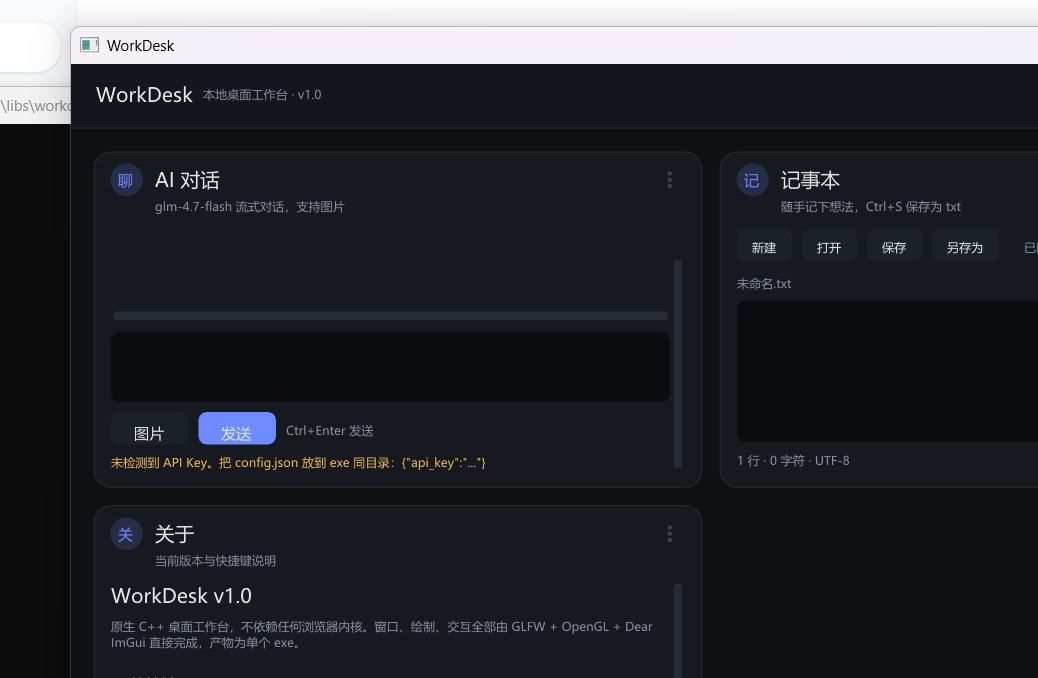 WorkDesk
\libs\workd
WorkDesk 本地桌面工作台 · v1.0
聊 AI 对话
glm-4.7-flash 流式对话，支持图片
图片 发送 Ctrl+Enter 发送
未检测到 API Key。把 config.json 放到 exe 同目录：{"api_key":"..."}
记 记事本
随手记下想法，Ctrl+S 保存为 txt
新建 打开 保存 另存为
未命名.txt
1 行 · 0 字符 · UTF-8
关 关于
当前版本与快捷键说明
WorkDesk v1.0
原生 C++ 桌面工作台，不依赖任何浏览器内核。窗口、绘制、交互全部由 GLFW + OpenGL + Dear
ImGui 直接完成，产物为单个 exe。